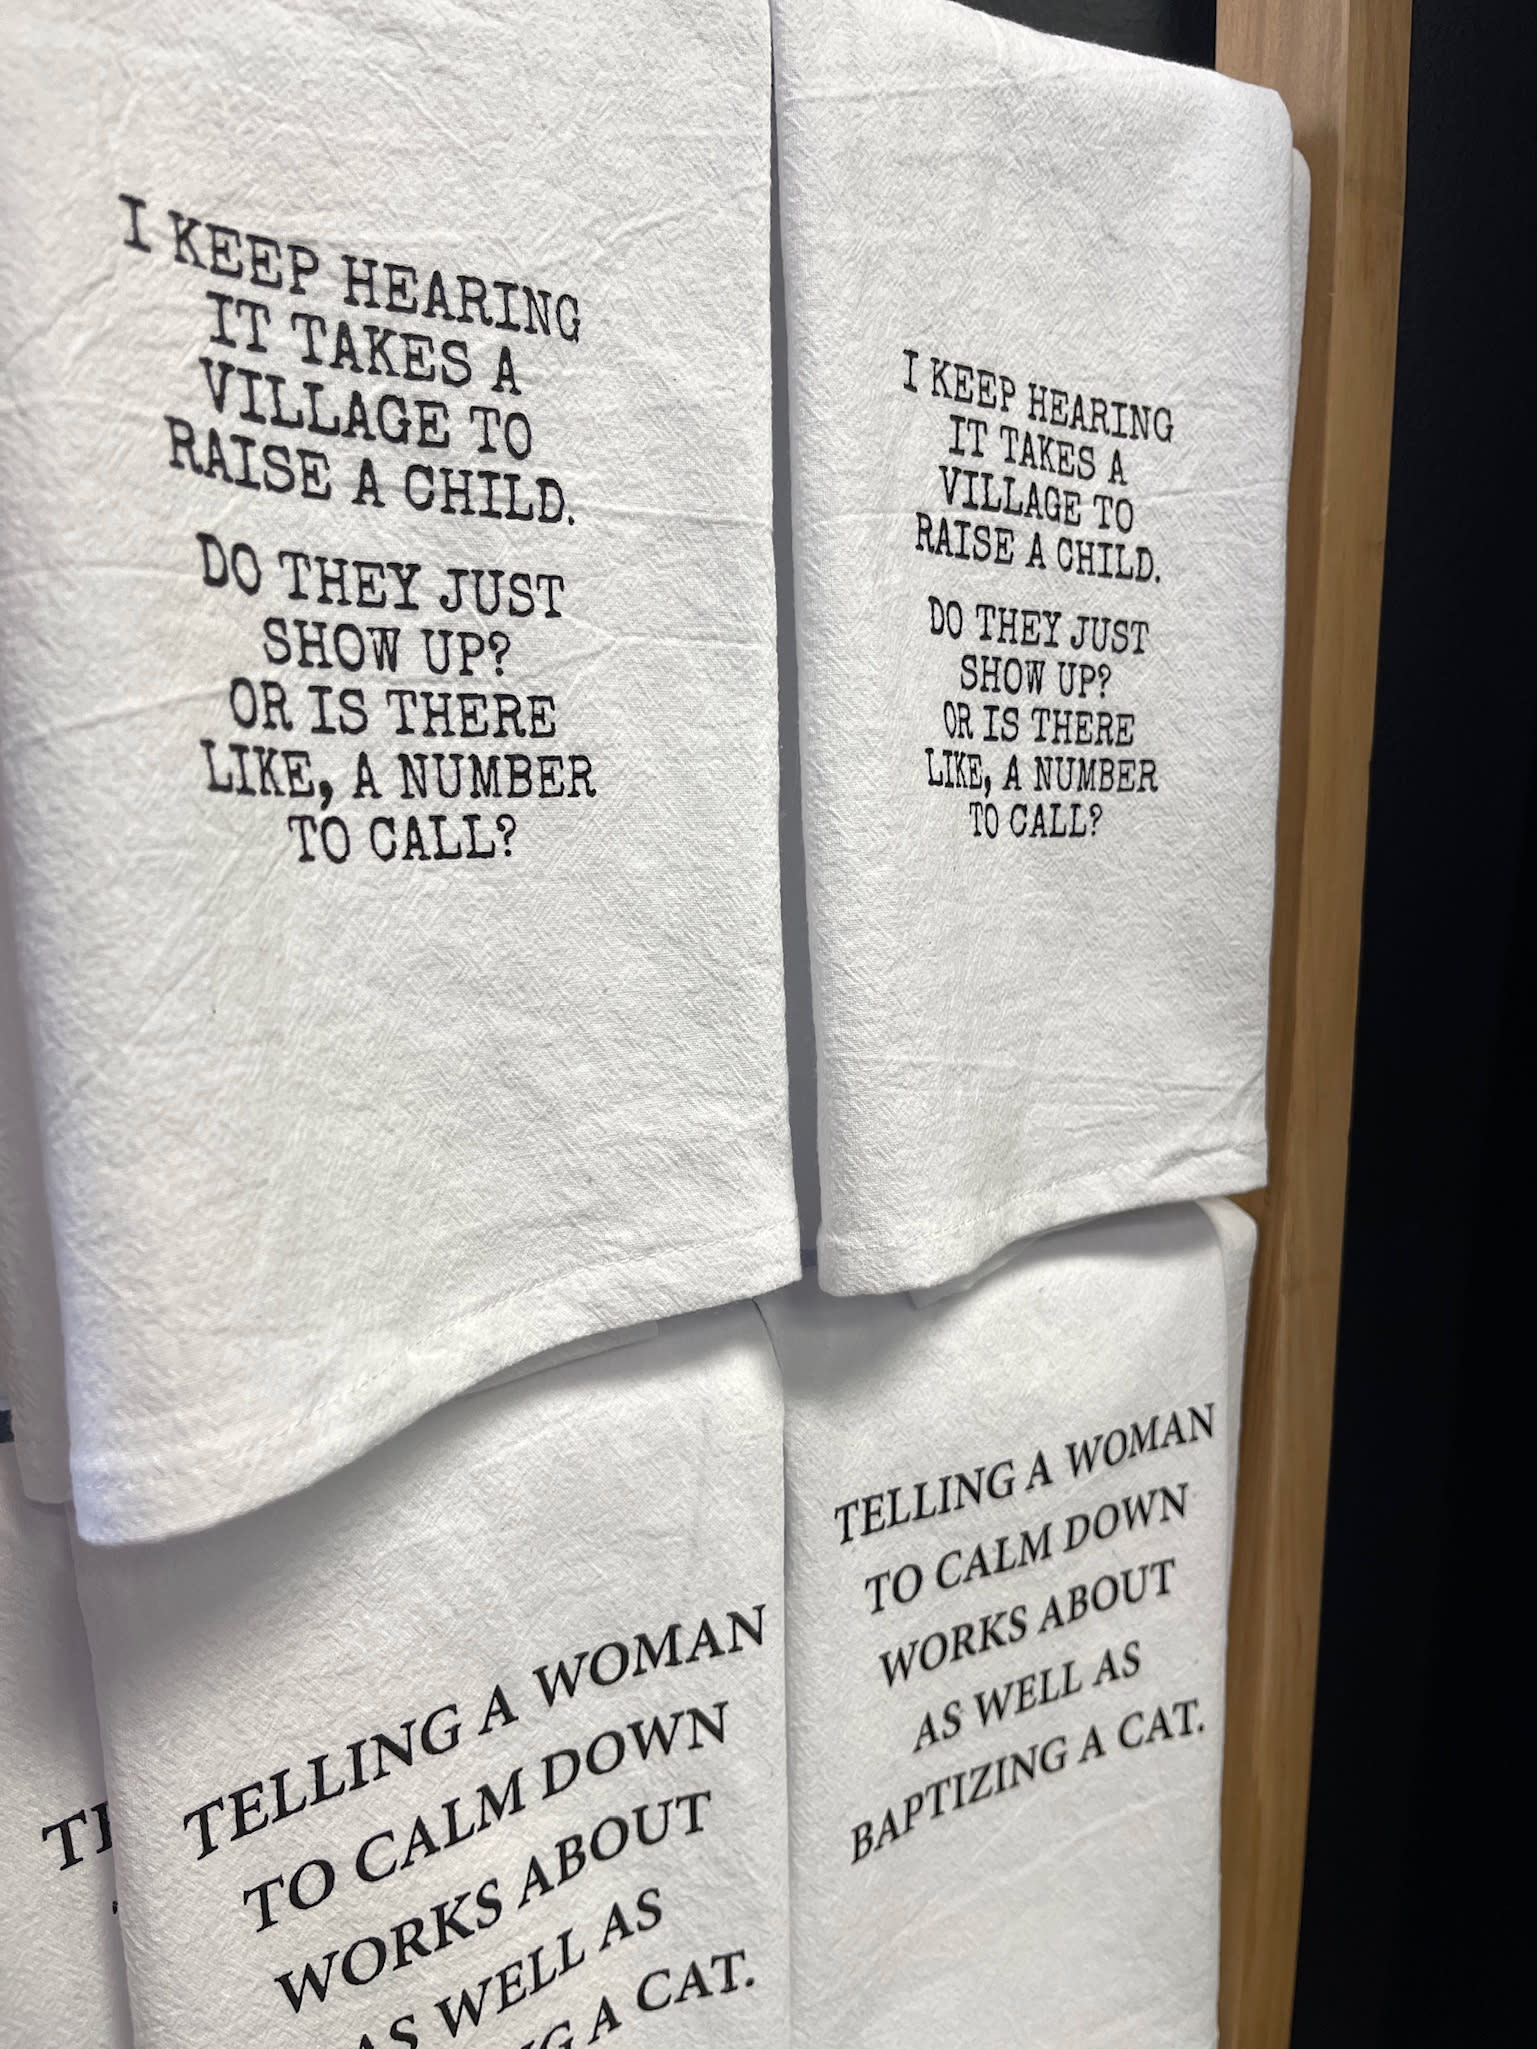 I KEEP HEARING
IT TAKES A
VILLAGE TO
RAISE A CHILD.
DO THEY JUST
SHOW UP?
OR IS THERE
LIKE, A NUMBER
TO CALL?
I KEEP HEARING
IT TAKES A
VILLAGE TO
RAISE A CHILD.
DO THEY JUST
SHOW UP?
OR IS THERE
LIKE, A NUMBER
TO CALL?
TELLING A WOMAN
TO CALM DOWN
WORKS ABOUT
AS WELL AS
A CAT.
TELLING A WOMAN
TO CALM DOWN
WORKS ABOUT
AS WELL AS
BAPTIZING A CAT.